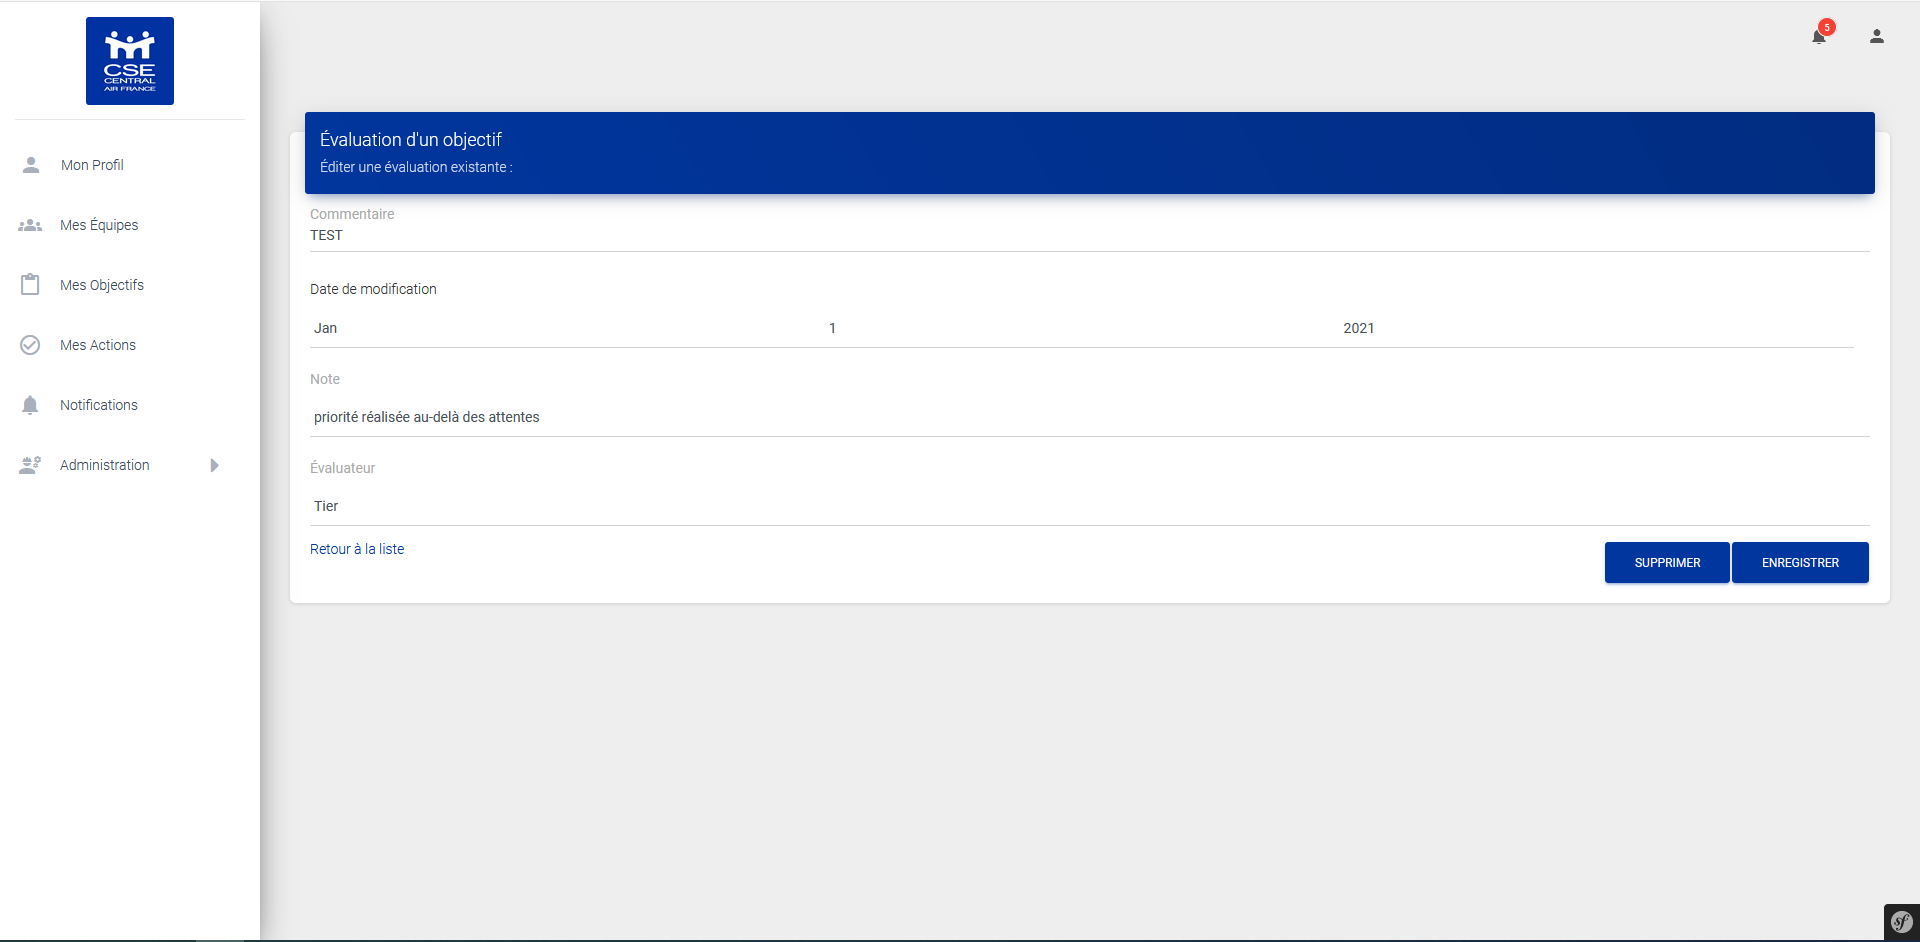 CSE
CENTRAL
AIR FRANCE
Mon Profil
Mes Équipes
Mes Objectifs
Mes Actions
Notifications
Administration
5
Évaluation d'un objectif
Éditer une évaluation existante :
Commentaire
TEST
Date de modification
Jan 1 2021
Note
priorité réalisée au-delà des attentes
Évaluateur
Tier
Retour à la liste
SUPPRIMER ENREGISTRER
sf